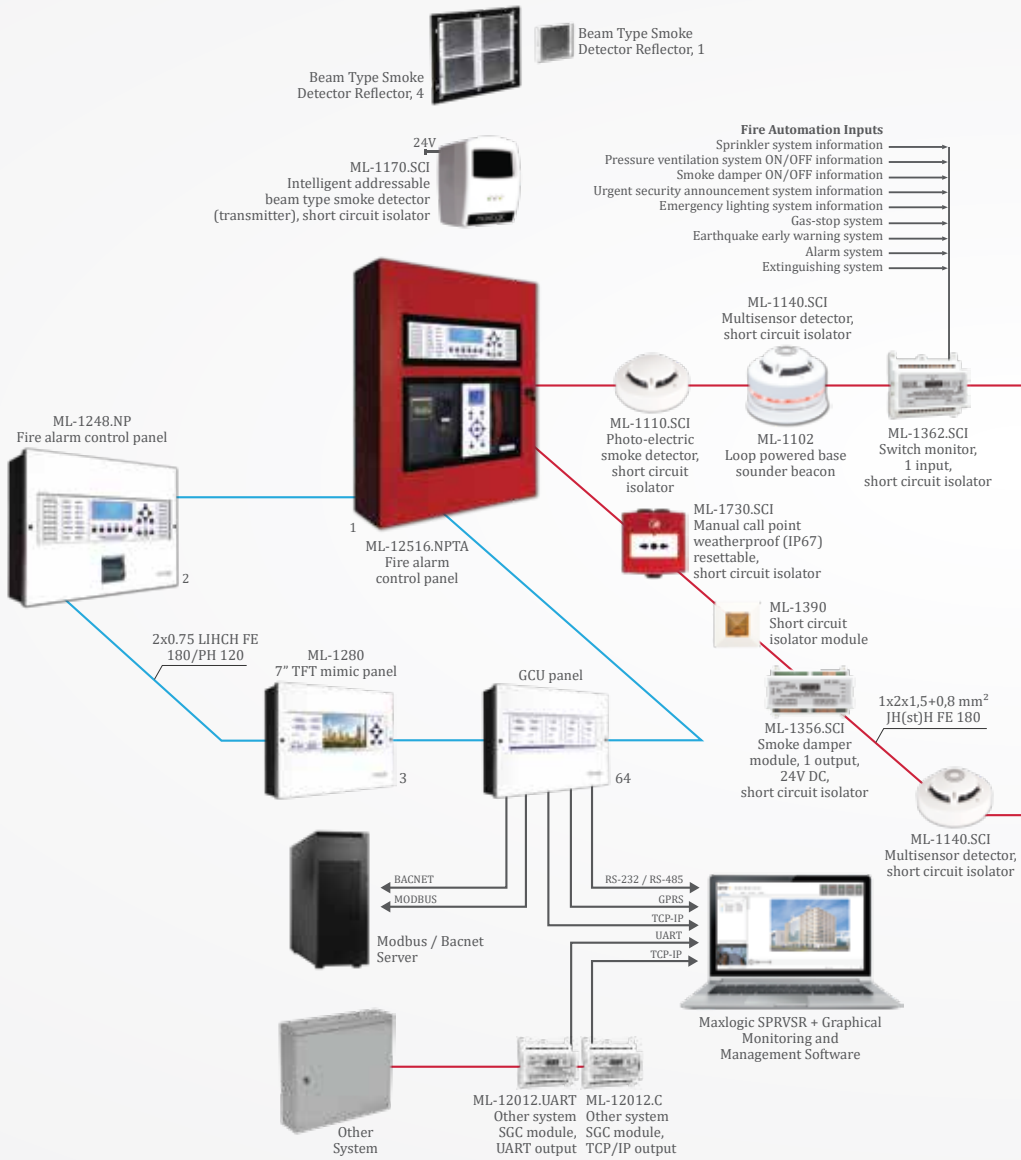 Beam Type Smoke
Detector Reflector, 1
Beam Type Smoke
Detector Reflector, 4
24V
ML-1170.SCI
Intelligent addressable
beam type smoke detector
(transmitter), short circuit isolator
Fire Automation Inputs
Sprinkler system information
Pressure ventilation system ON/OFF information
Smoke damper ON/OFF information
Urgent security announcement system information
Emergency lighting system information
Gas-stop system
Earthquake early warning system
Alarm system
Extinguishing system
ML-1140.SCI
Multisensor detector,
short circuit isolator
ML-1110.SCI
Photo-electric
smoke detector,
short circuit
isolator
ML-1102
Loop powered base
sounder beacon
ML-1362.SCI
Switch monitor,
1 input,
short circuit isolator
ML-1248.NP
Fire alarm control panel
2
1
ML-12516.NPTA
Fire alarm
control panel
ML-1730.SCI
Manual call point
weatherproof (IP67)
resettable,
short circuit isolator
ML-1390
Short circuit
isolator module
2x0.75 LIHCH FE
180/PH 120
ML-1280
7” TFT mimic panel
3
GCU panel
64
ML-1356.SCI
Smoke damper
module, 1 output,
24V DC,
short circuit isolator
1x2x1,5+0,8 mm²
JH(st)H FE 180
ML-1140.SCI
Multisensor detector,
short circuit isolator
BACNET
MODBUS
Modbus / Bacnet
Server
RS-232 / RS-485
GPRS
TCP-IP
UART
TCP-IP
Maxlogic SPRVSR + Graphical
Monitoring and
Management Software
Other
System
ML-12012.UART
Other system
SGC module,
UART output
ML-12012.C
Other system
SGC module,
TCP/IP output